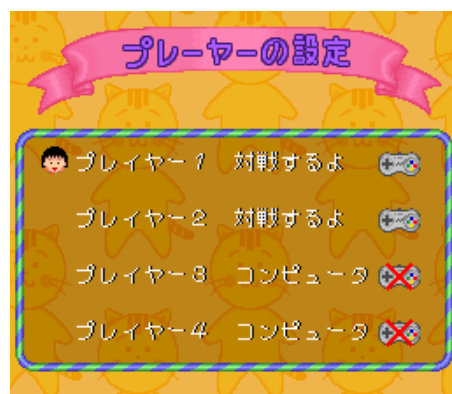 プレーヤーの設定
プレイヤー1 対戦するよ
プレイヤー2 対戦するよ
プレイヤー3 コンピュータ
プレイヤー4 コンピュータ